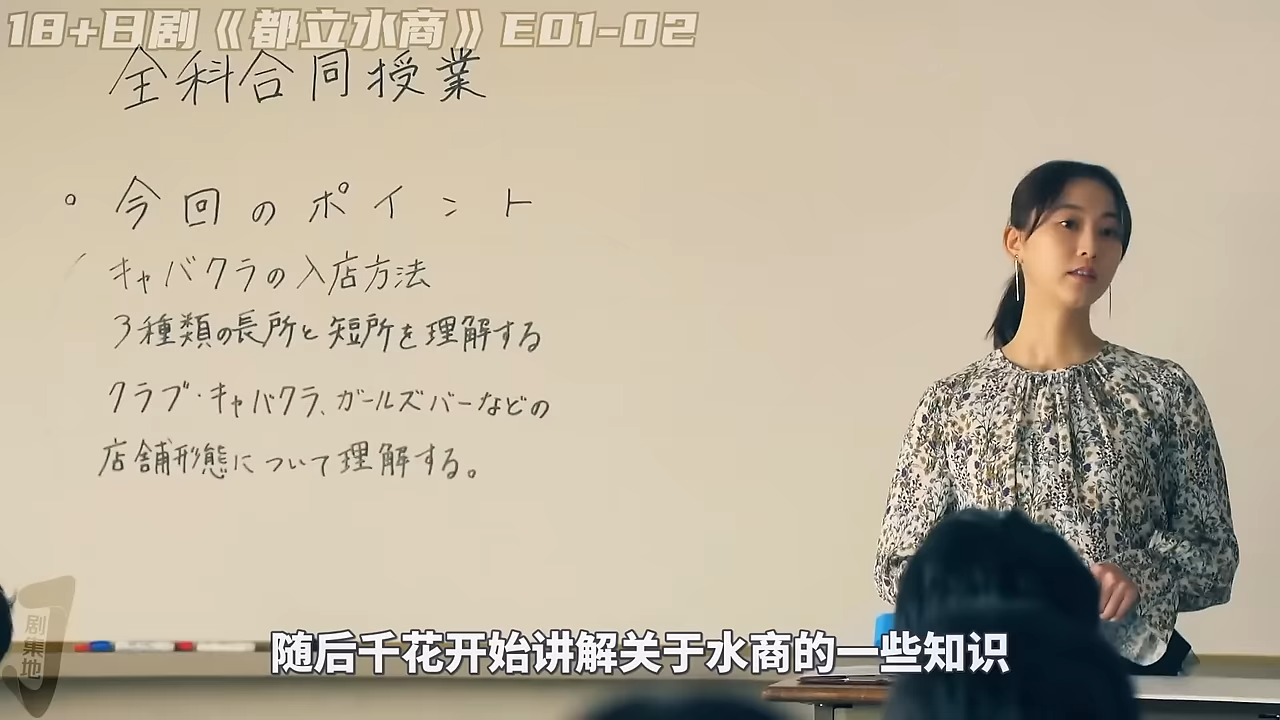 18+日剧《都立水商》E01-02
全科合同授業
。今回のポイント
キャバクラの入店方法
3種類の長所と短所を理解する
クラブ・キャバクラ、ガールズバーなどの
店舗形態について理解する。
剧集地
随后千花开始讲解关于水商的一些知识